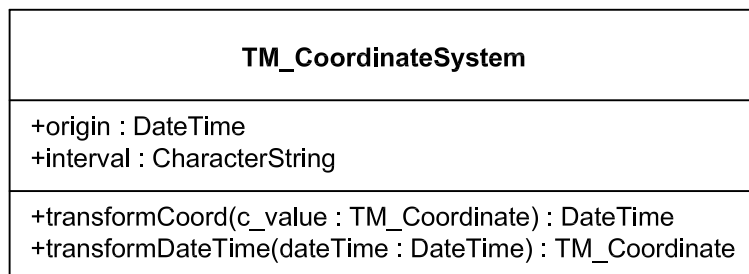 TM_CoordinateSystem
+origin : DateTime
+interval : CharacterString
+transformCoord(c_value : TM_Coordinate) : DateTime
+transformDateTime(dateTime : DateTime) : TM_Coordinate